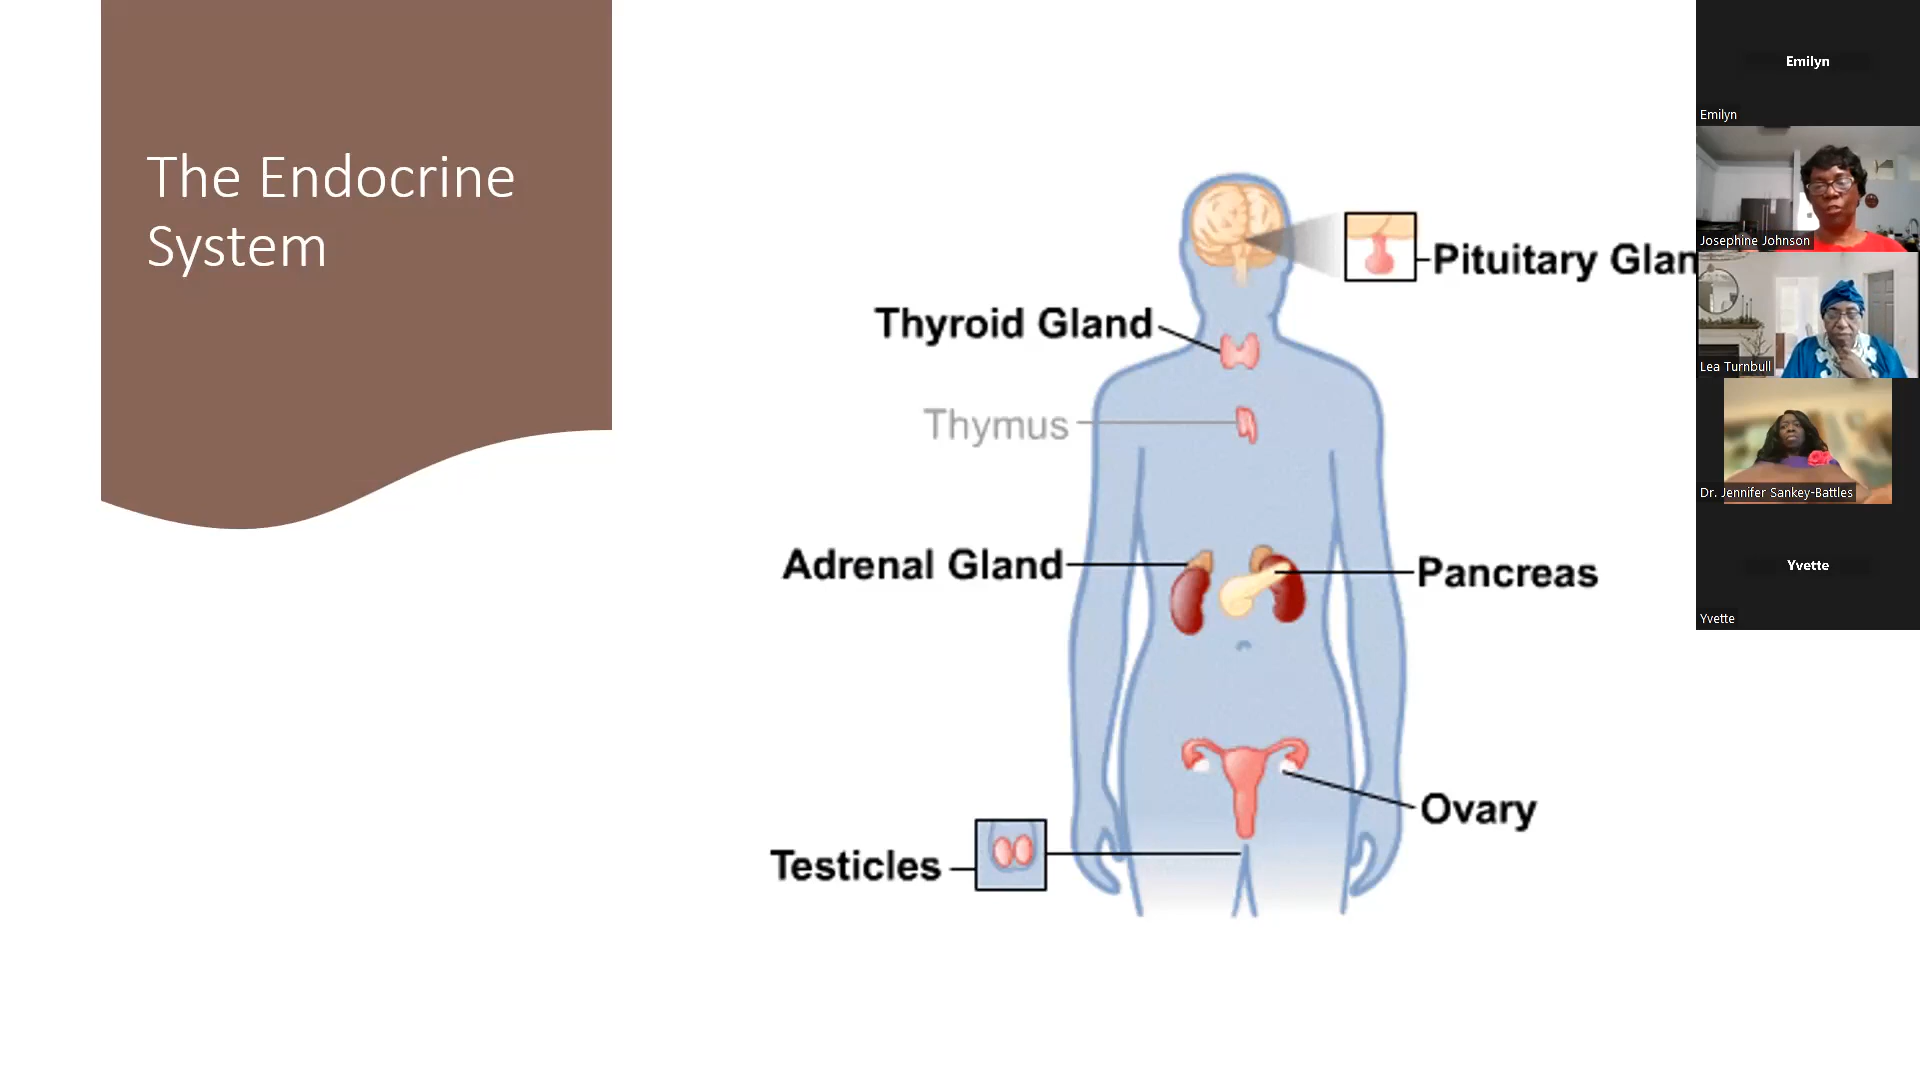 The Endocrine
System
Pituitary Glan
Thyroid Gland
Thymus
Adrenal Gland
Pancreas
Ovary
Testicles
Emilyn
Emilyn
Josephine Johnson
Lea Turnbull
Dr. Jennifer Sankey-Battles
Yvette
Yvette